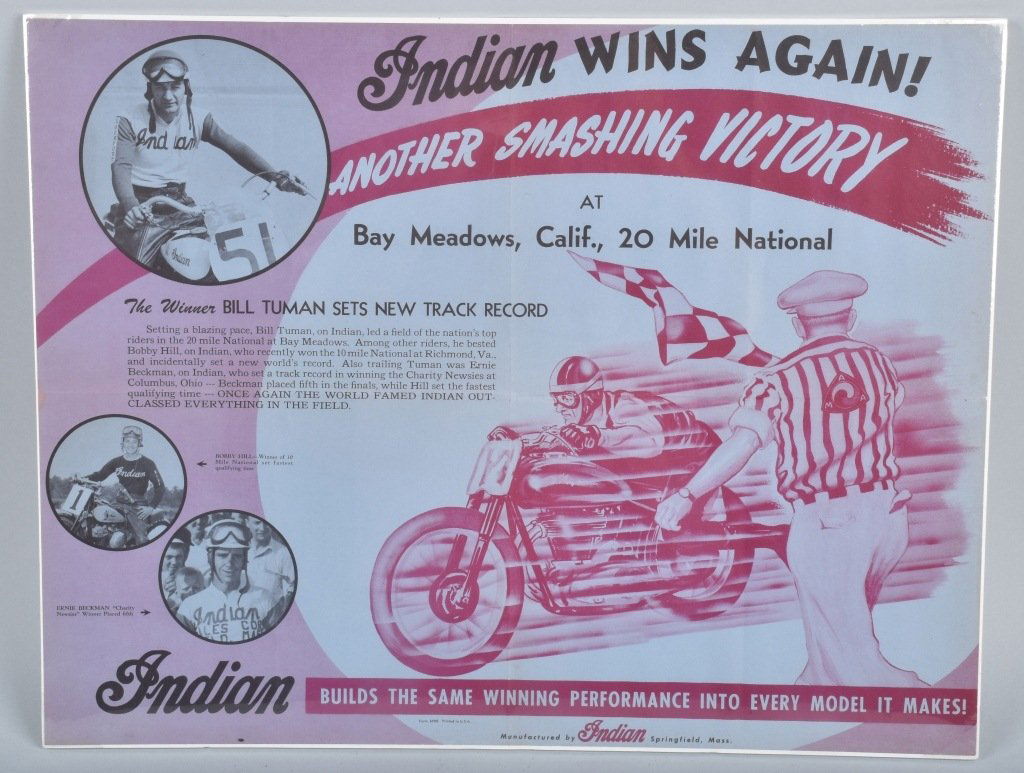 Indian WINS AGAIN!
ANOTHER SMASHING VICTORY
AT
Bay Meadows, Calif., 20 Mile National
Indian
51
Indian
The Winner BILL TUMAN SETS NEW TRACK RECORD
Setting a blazing pace, Bill Tuman, on Indian, led a field of the nation's top
riders in the 20 mile National at Bay Meadows. Among other riders, he bested
Bobby Hill, on Indian, who recently won the 10 mile National at Richmond, Va.,
and incidentally set a new world's record. Also trailing Tuman was Ernie
Beckman, on Indian, who set a track record in winning the Charity Newsies at
Columbus, Ohio --- Beckman placed fifth in the finals, while Hill set the fastest
qualifying time -- ONCE AGAIN THE WORLD FAMED INDIAN OUT-
CLASSED EVERYTHING IN THE FIELD.
Indian
11
BOBBY HILL—Winner of 10
Mile National set fastest
qualifying time
ERNIE BECKMAN "Charity
Newsies" Winner Placed 5th
Indian
SALES
M A
Indian
BUILDS THE SAME WINNING PERFORMANCE INTO EVERY MODEL IT MAKES!
Printed in U.S.A.
Manufactured by Indian Springfield, Mass.